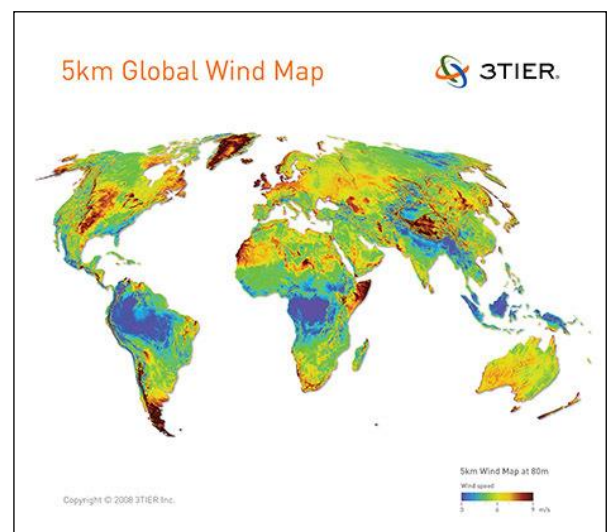 5km Global Wind Map
3TIER®
5km Wind Map at 80m
Wind speed
3 6 9 m/s
Copyright © 2008 3TIER Inc.